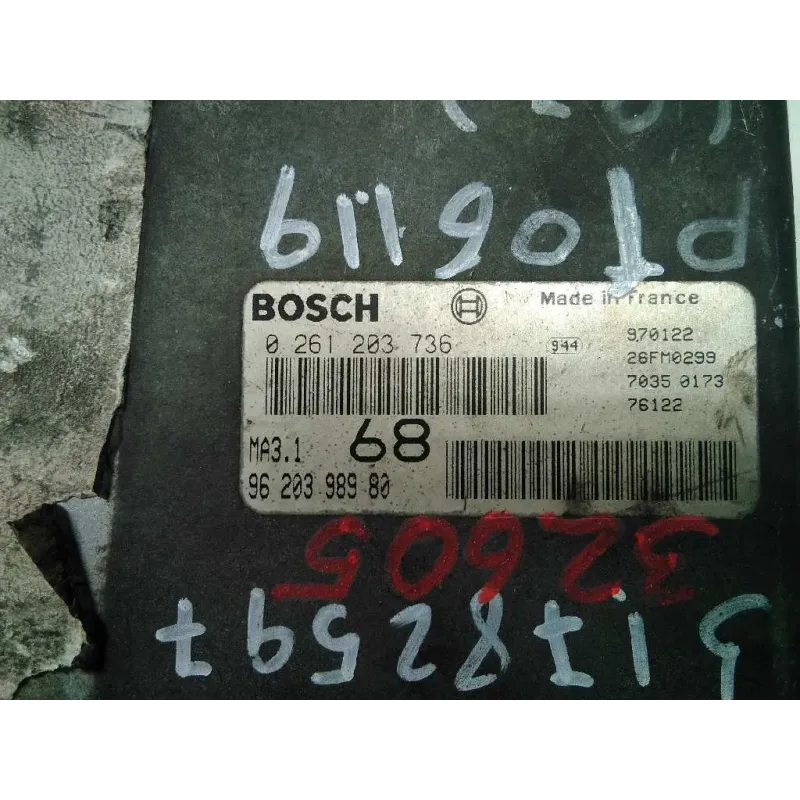 PT06119
BOSCH
Made in France
0 261 203 736
944
970122
26FM0299
7035 0173
76122
MA3.1
68
96 203 989 80
32605
31782597